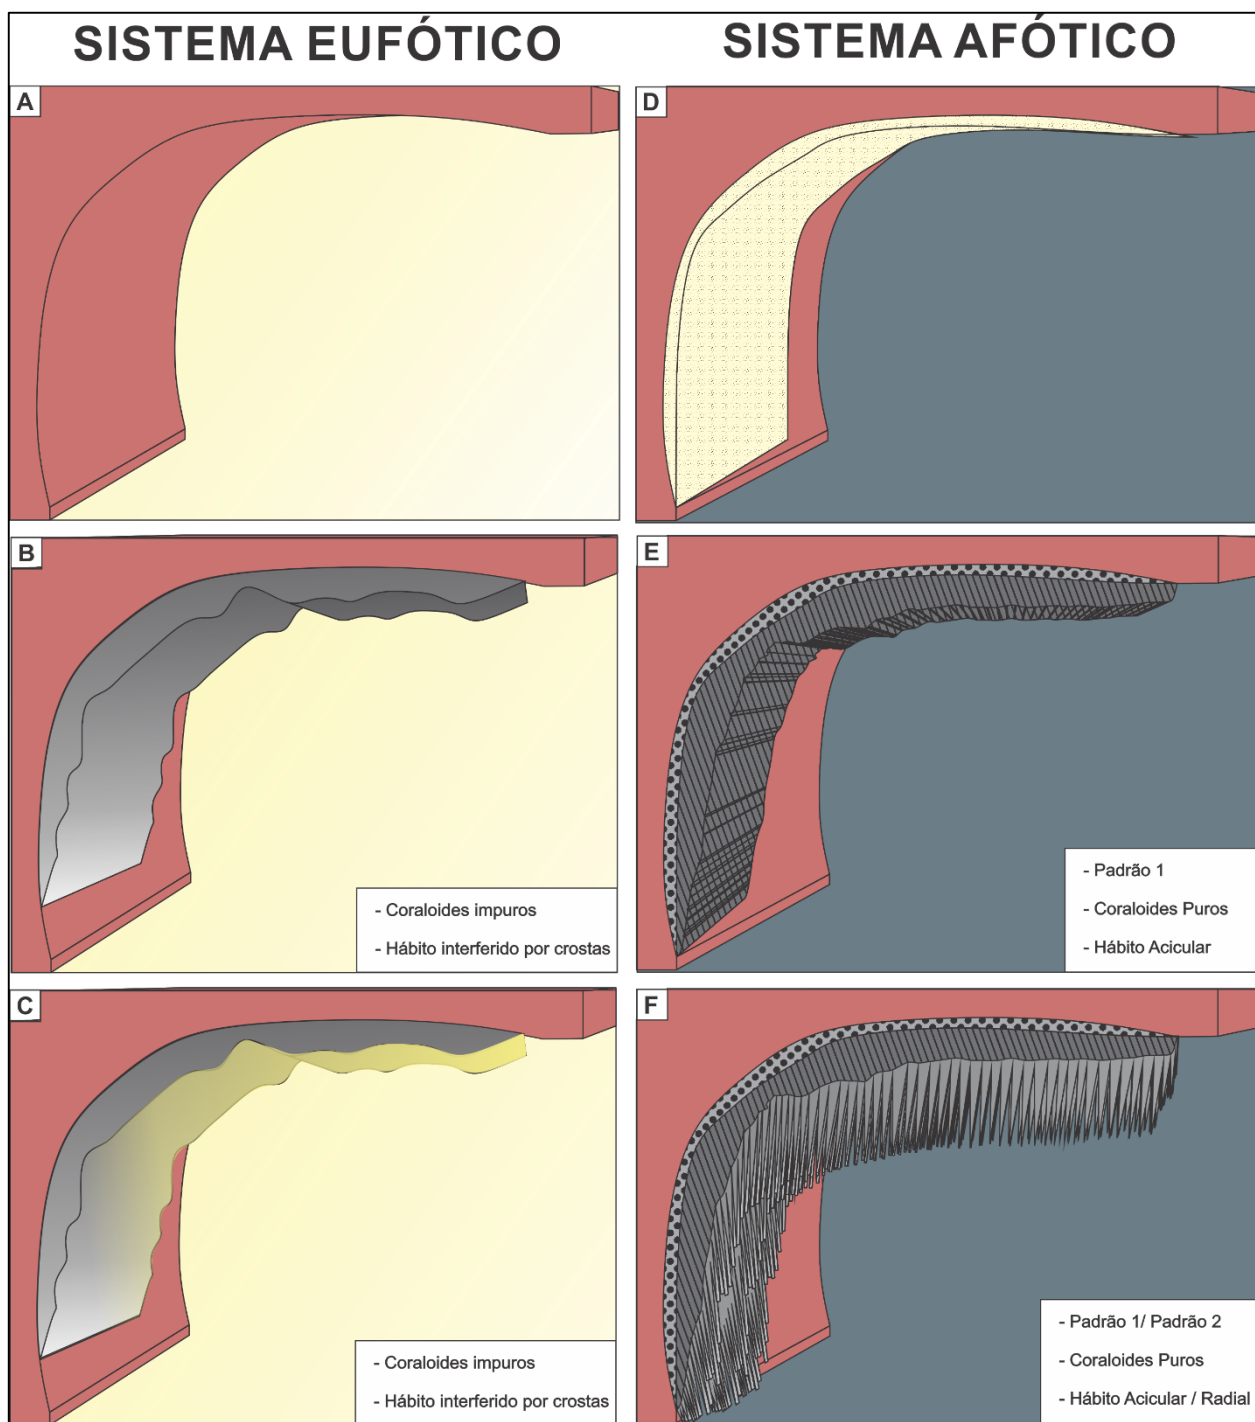 SISTEMA EUFÓTICO
SISTEMA AFÓTICO
A
D
B
- Coraloides impuros
- Hábito interferido por crostas
E
- Padrão 1
- Coraloides Puros
- Hábito Acicular
C
- Coraloides impuros
- Hábito interferido por crostas
F
- Padrão 1/ Padrão 2
- Coraloides Puros
- Hábito Acicular / Radial